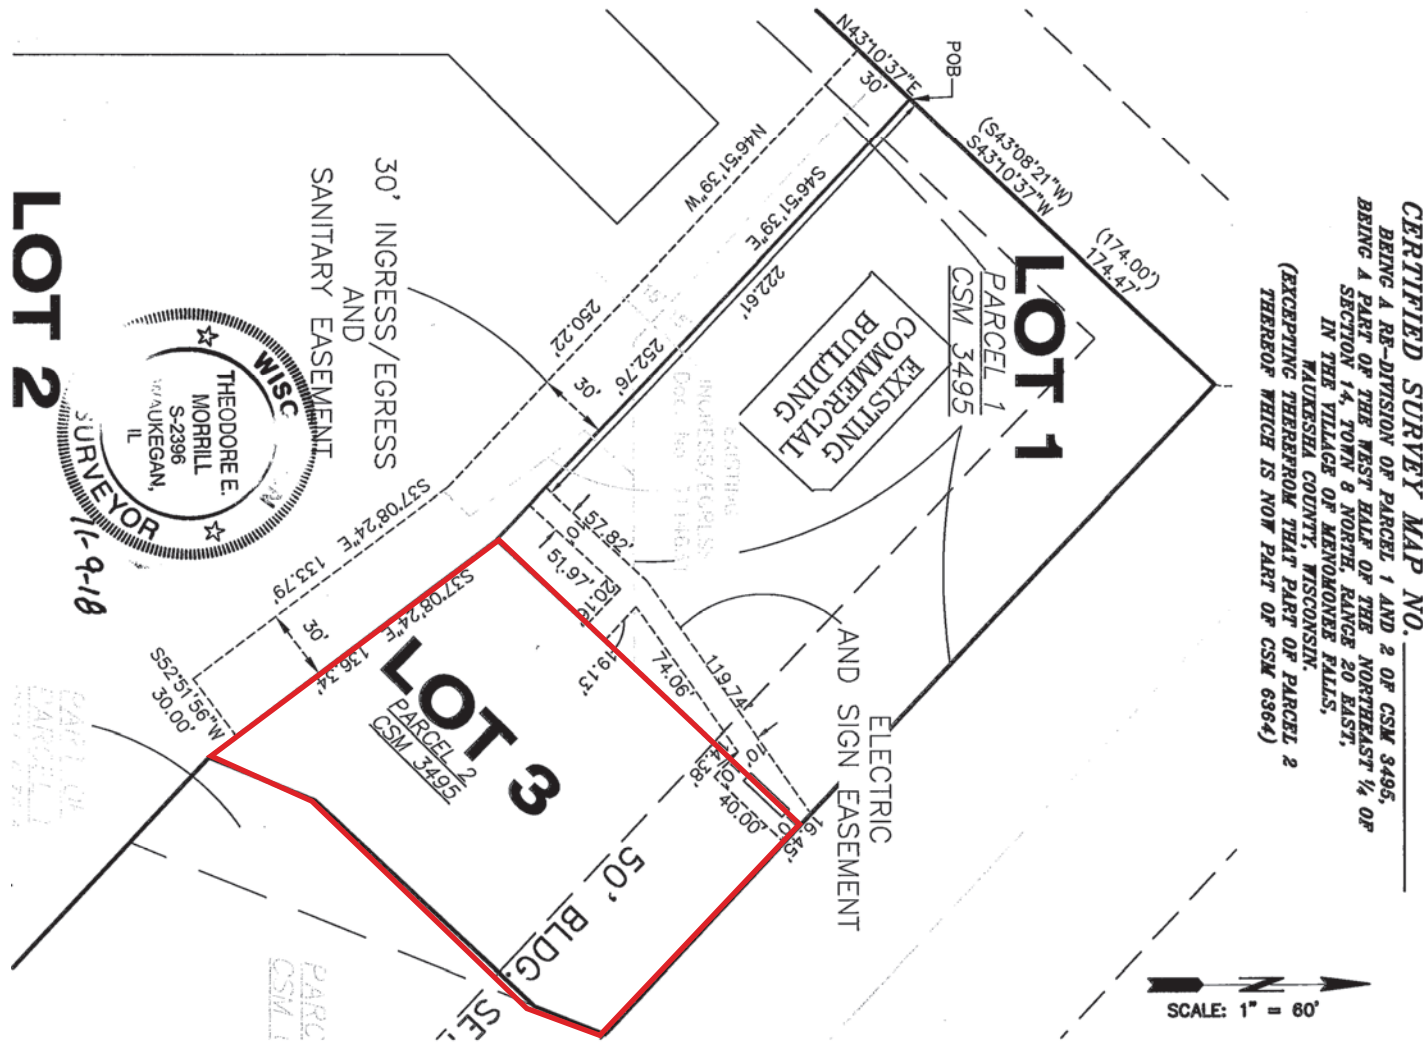 CERTIFIED SURVEY MAP NO.
BEING A RE-DIVISION OF PARCEL 1 AND 2 OF CSM 3495,
BEING A PART OF THE WEST HALF OF THE NORTHEAST ¼ OF
SECTION 14, TOWN 8 NORTH, RANGE 20 EAST,
IN THE VILLAGE OF MENOMONEE FALLS,
WAUKESHA COUNTY, WISCONSIN.
(EXCEPTING THEREFROM THAT PART OF PARCEL 2
THEREOF WHICH IS NOW PART OF CSM 6364)
N43°10'37"E
30'
POB
(S43°08'21"W)
S43°10'37"W
(174.00')
174.47'
LOT 1
PARCEL 1
CSM 3495
EXISTING
COMMERCIAL
BUILDING
N46°51'39"W
250.22'
S46°51'39"E
222.61'
252.76'
30'
30' INGRESS/EGRESS
AND
SANITARY EASEMENT
LOT 2
WISC
THEODORE E.
MORRILL
S-2396
WAUKEGAN,
IL
SURVEYOR
11-9-18
S37°08'24"E
133.79'
30'
S52°51'56"W
30.00'
S37°08'24"E
136.34'
57.82'
51.97'
20.16'
19.13'
74.06'
119.74'
40.00'
16.45'
LOT 3
PARCEL 2
CSM 3495
ELECTRIC
AND SIGN EASEMENT
50' BLDG.
SE
PARC
CSM
N
SCALE: 1" = 60'